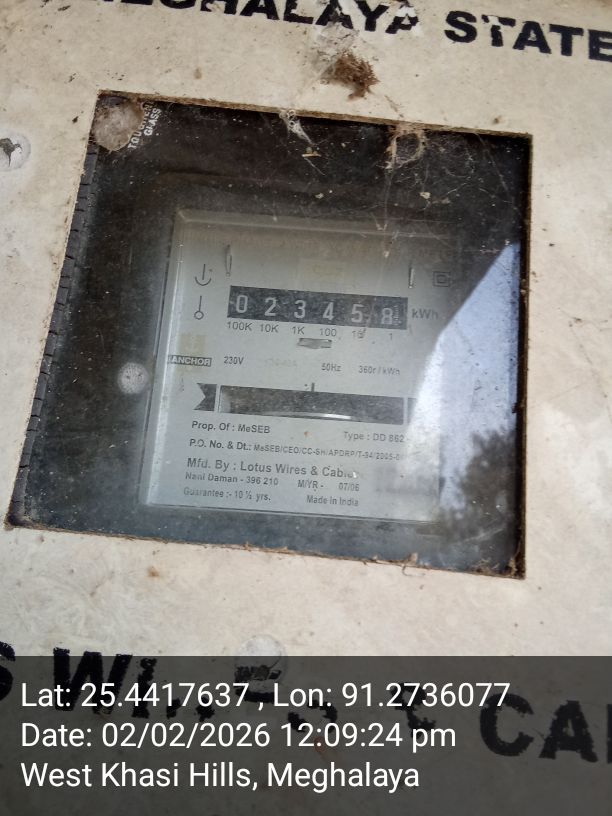 MEGHALAYA STATE
TOUGHENED
GLASS
0 2 3 4 5 8 kWh
100K 10K 1K 100 10 1
ANCHOR 230V 50Hz 360r / kWh
Prop. Of : MeSEB Type : DD 862
P.O. No. & Dt.: MeSEB/CEO/CC-SH/APDRP/T-94/2005-
Mfd. By : Lotus Wires & Cables
Nani Daman - 396 210 M/YR - 07/06
Guarantee :- 10 ½ yrs. Made in India
Lat: 25.4417637 , Lon: 91.2736077
Date: 02/02/2026 12:09:24 pm
West Khasi Hills, Meghalaya